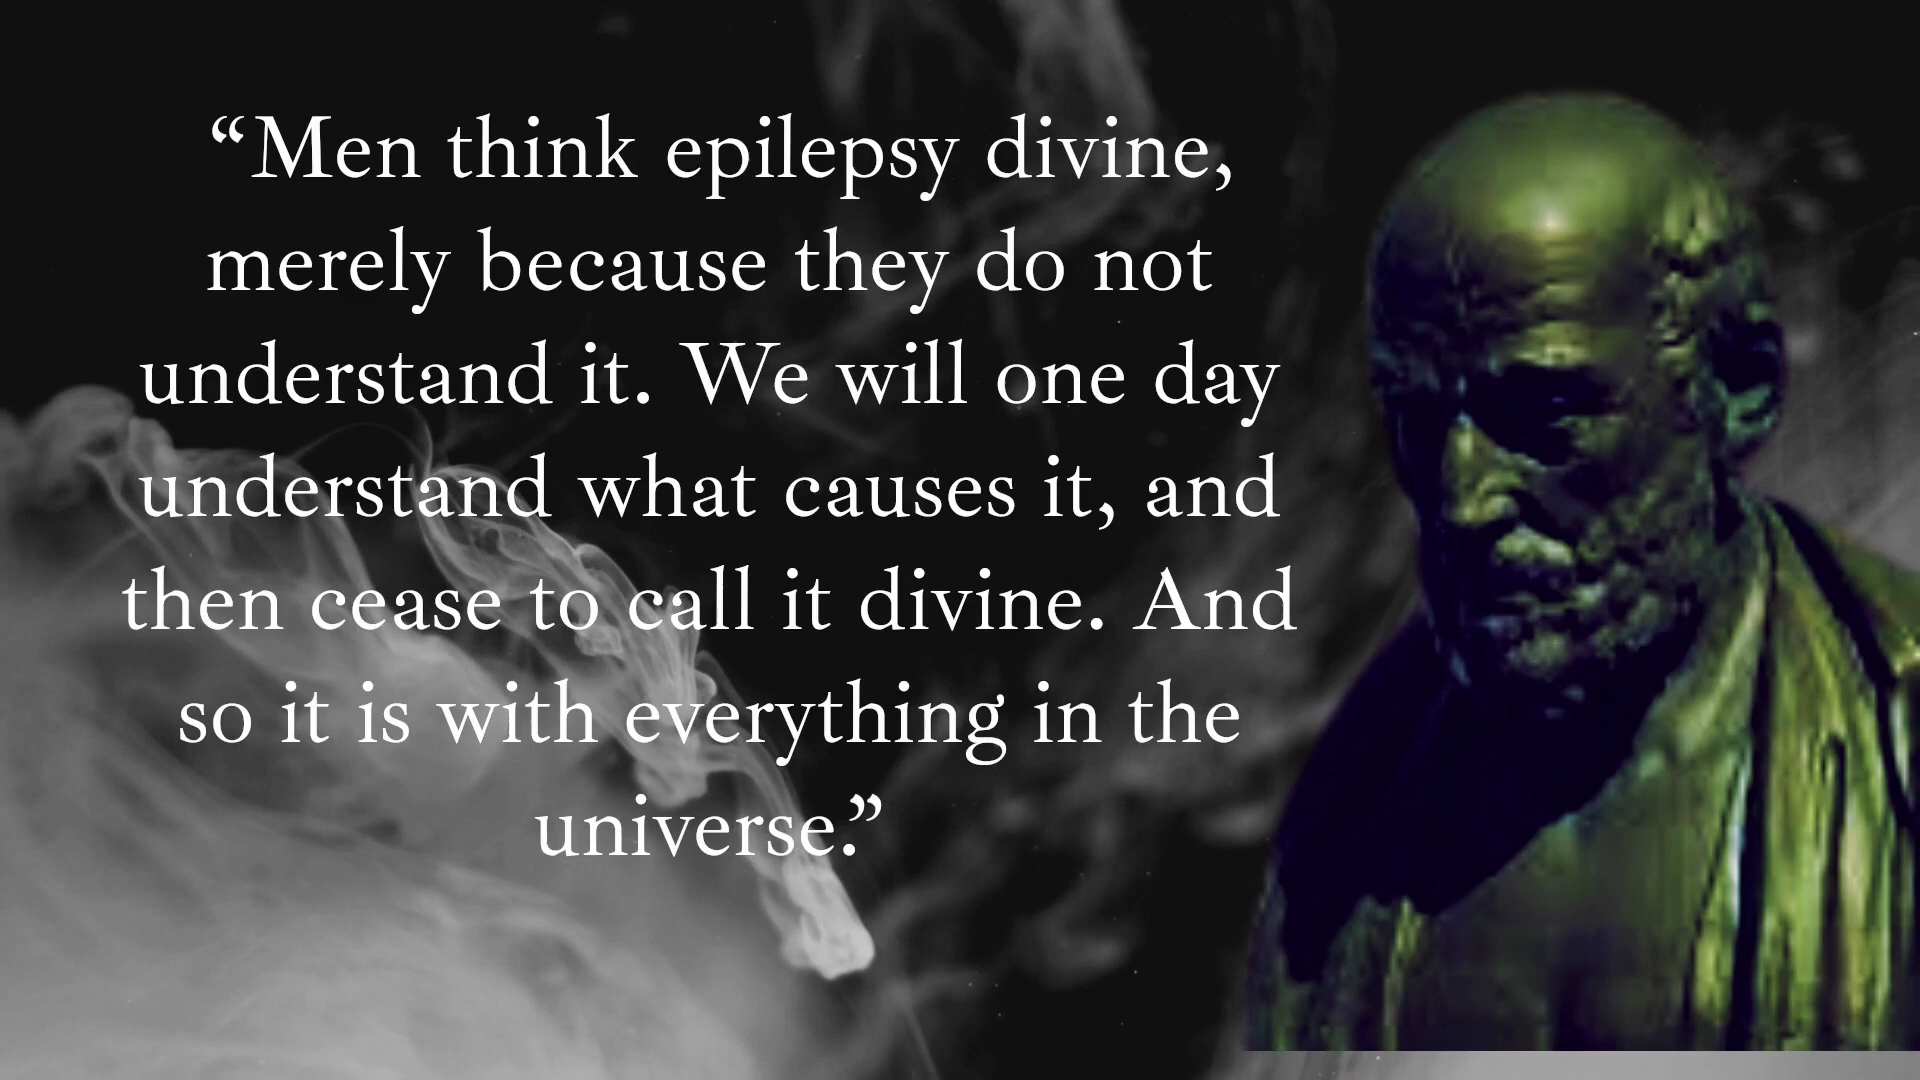 “Men think epilepsy divine,
merely because they do not
understand it. We will one day
understand what causes it, and
then cease to call it divine. And
so it is with everything in the
universe.”